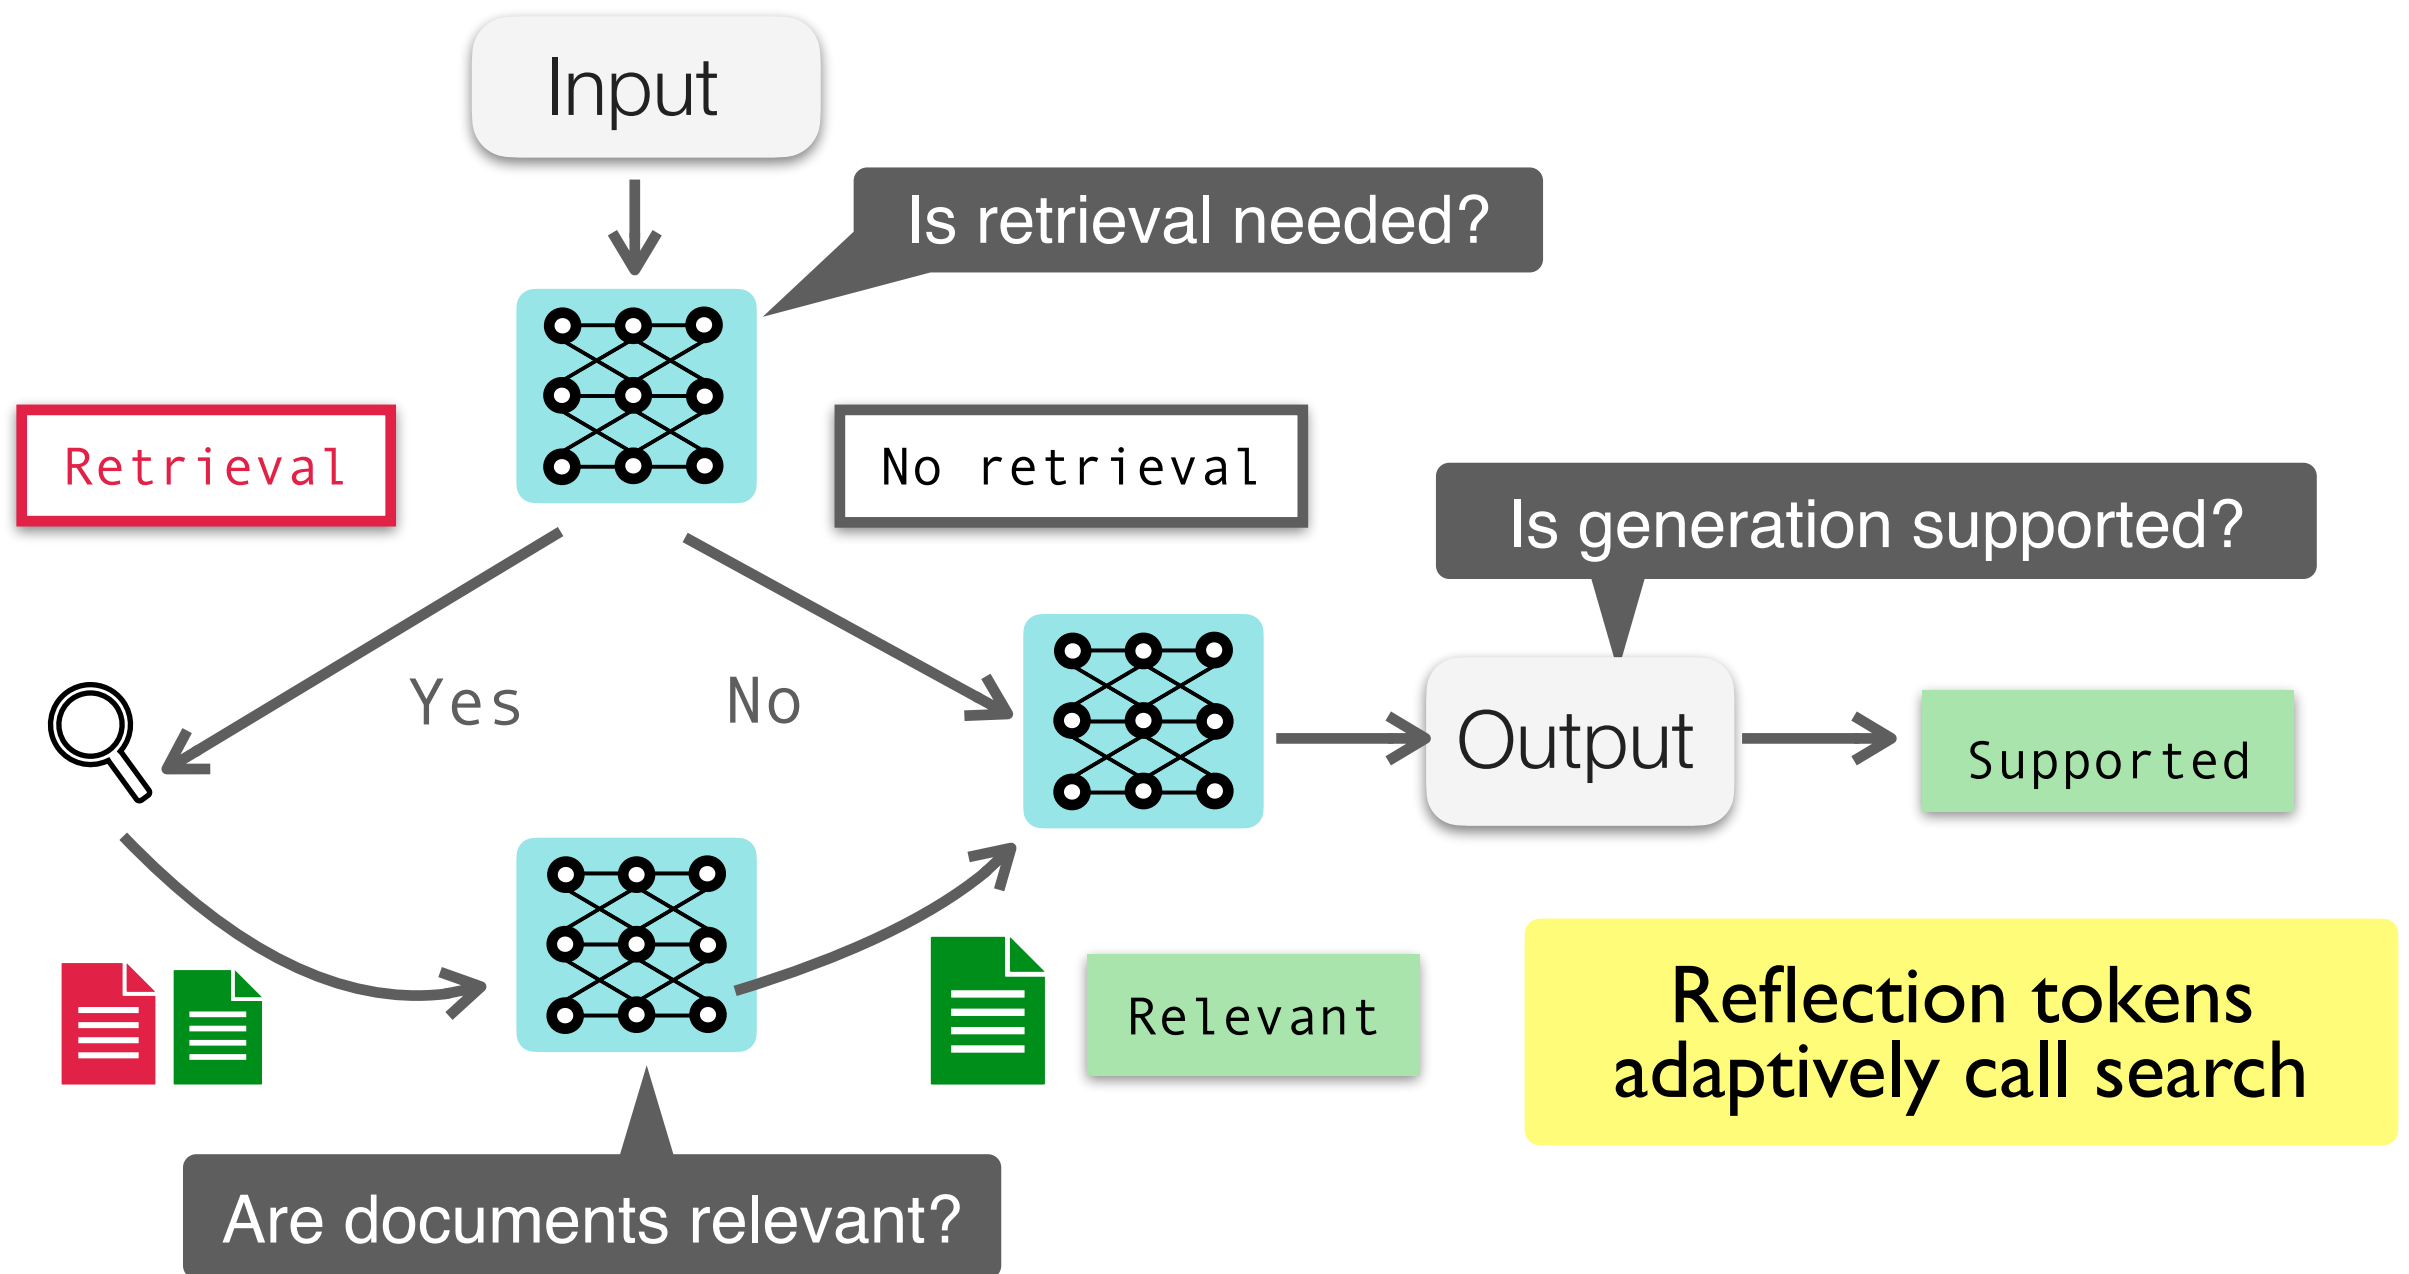 Input
Is retrieval needed?
Retrieval
No retrieval
Is generation supported?
Yes
No
Output
Supported
Relevant
Reflection tokens
adaptively call search
Are documents relevant?